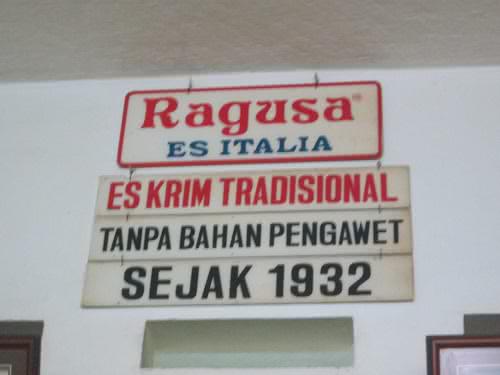 Ragusa
ES ITALIA
ES KRIM TRADISIONAL
TANPA BAHAN PENGAWET
SEJAK 1932